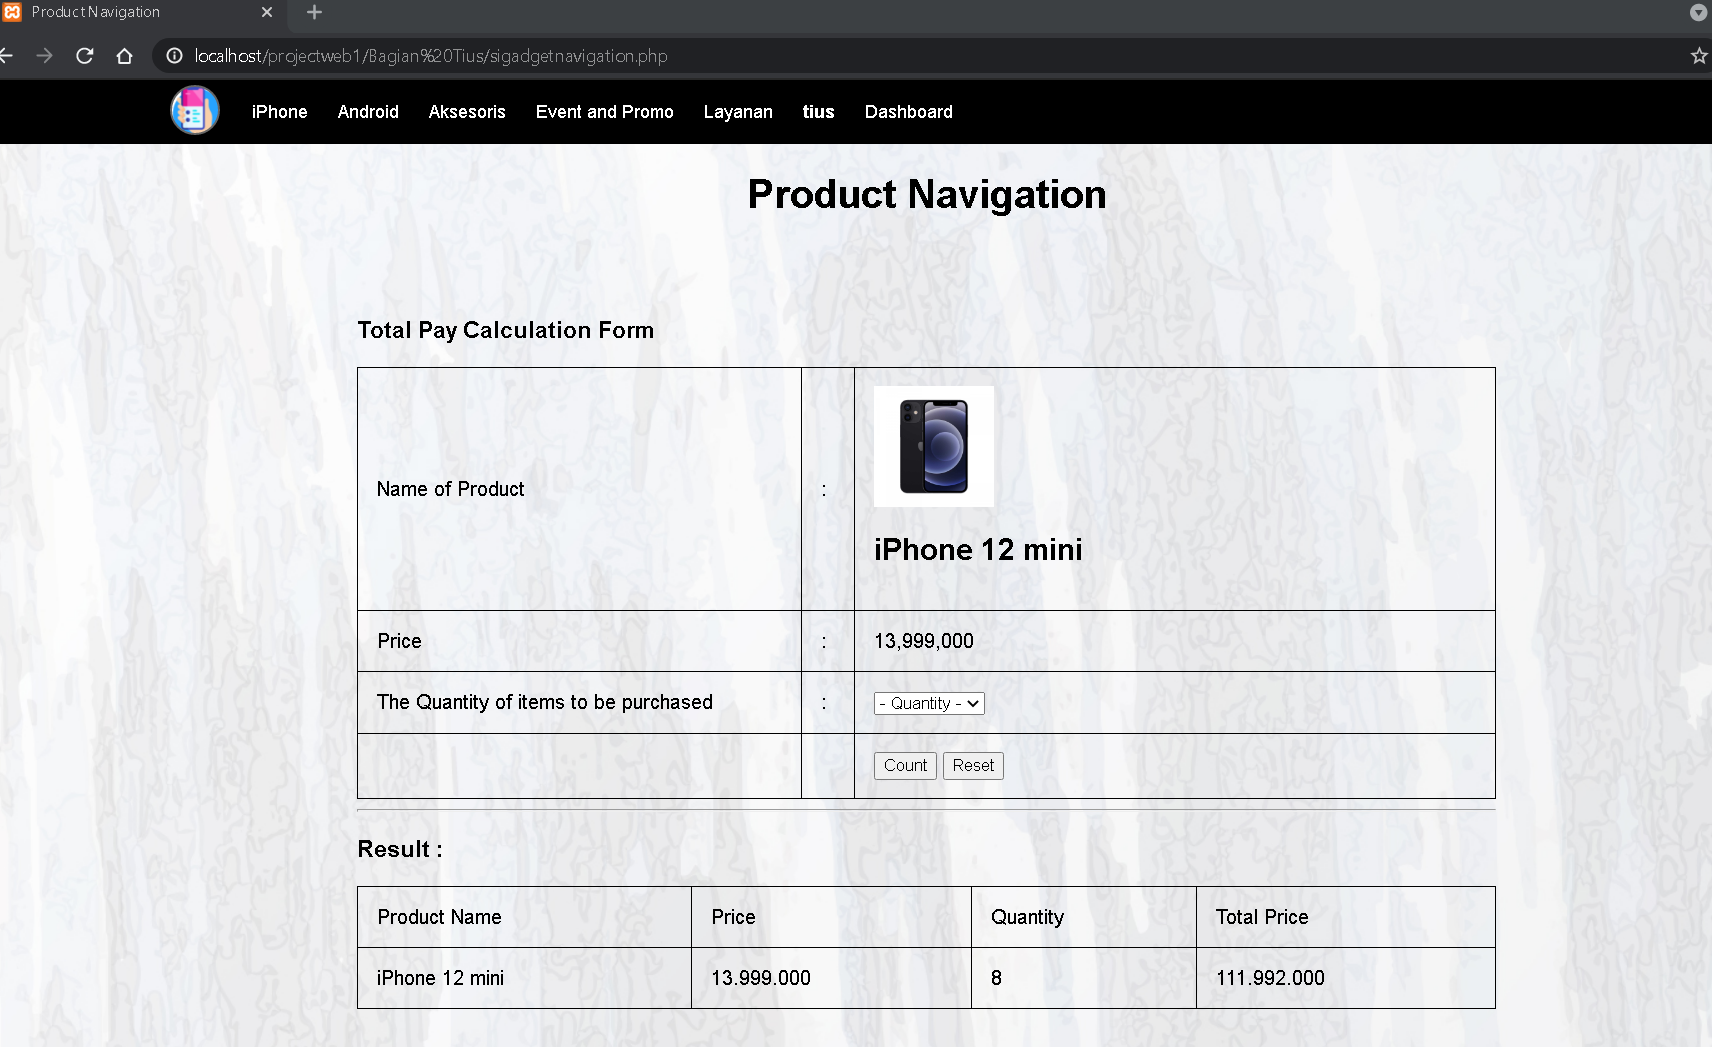 Product Navigation
localhost/projectweb1/Bagian%20Tius/sigadgetnavigation.php
iPhone Android Aksesoris Event and Promo Layanan tius Dashboard
Product Navigation
Total Pay Calculation Form
Name of Product :
iPhone 12 mini
Price : 13,999,000
The Quantity of items to be purchased : - Quantity -
Count Reset
Result :
Product Name Price Quantity Total Price
iPhone 12 mini 13.999.000 8 111.992.000